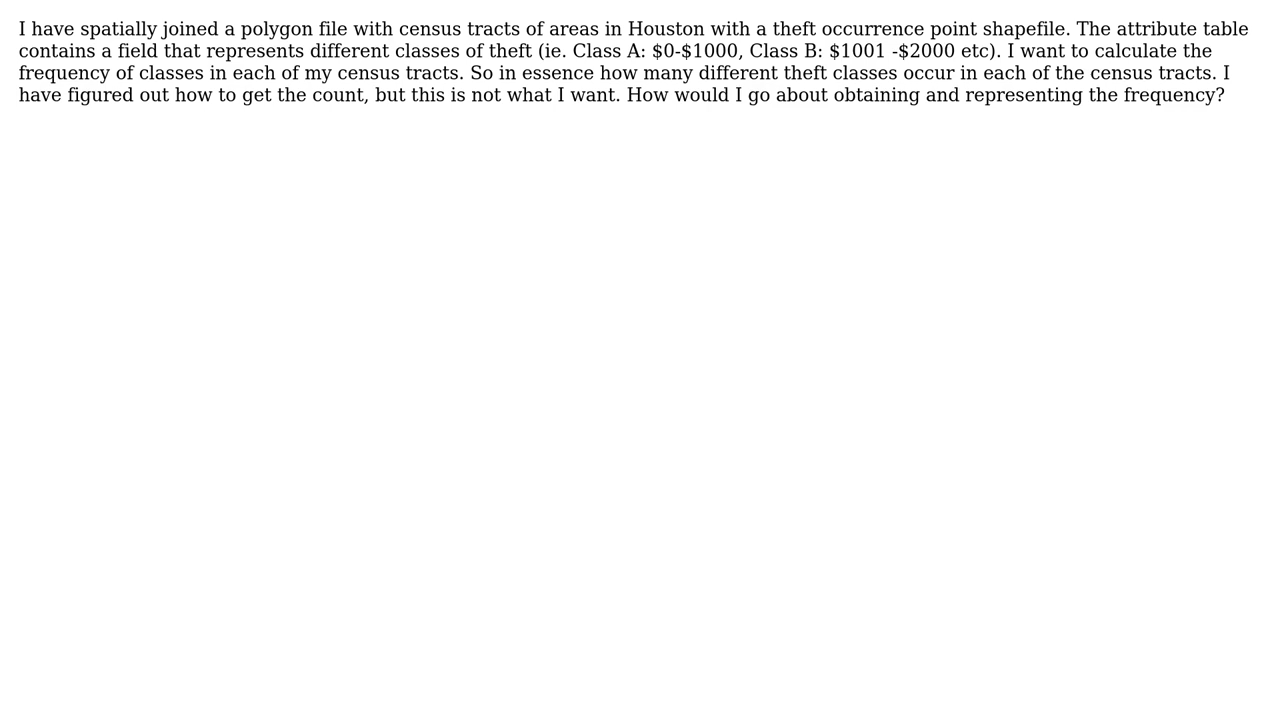 I have spatially joined a polygon file with census tracts of areas in Houston with a theft occurrence point shapefile. The attribute table
contains a field that represents different classes of theft (ie. Class A: $0-$1000, Class B: $1001 -$2000 etc). I want to calculate the
frequency of classes in each of my census tracts. So in essence how many different theft classes occur in each of the census tracts. I
have figured out how to get the count, but this is not what I want. How would I go about obtaining and representing the frequency?